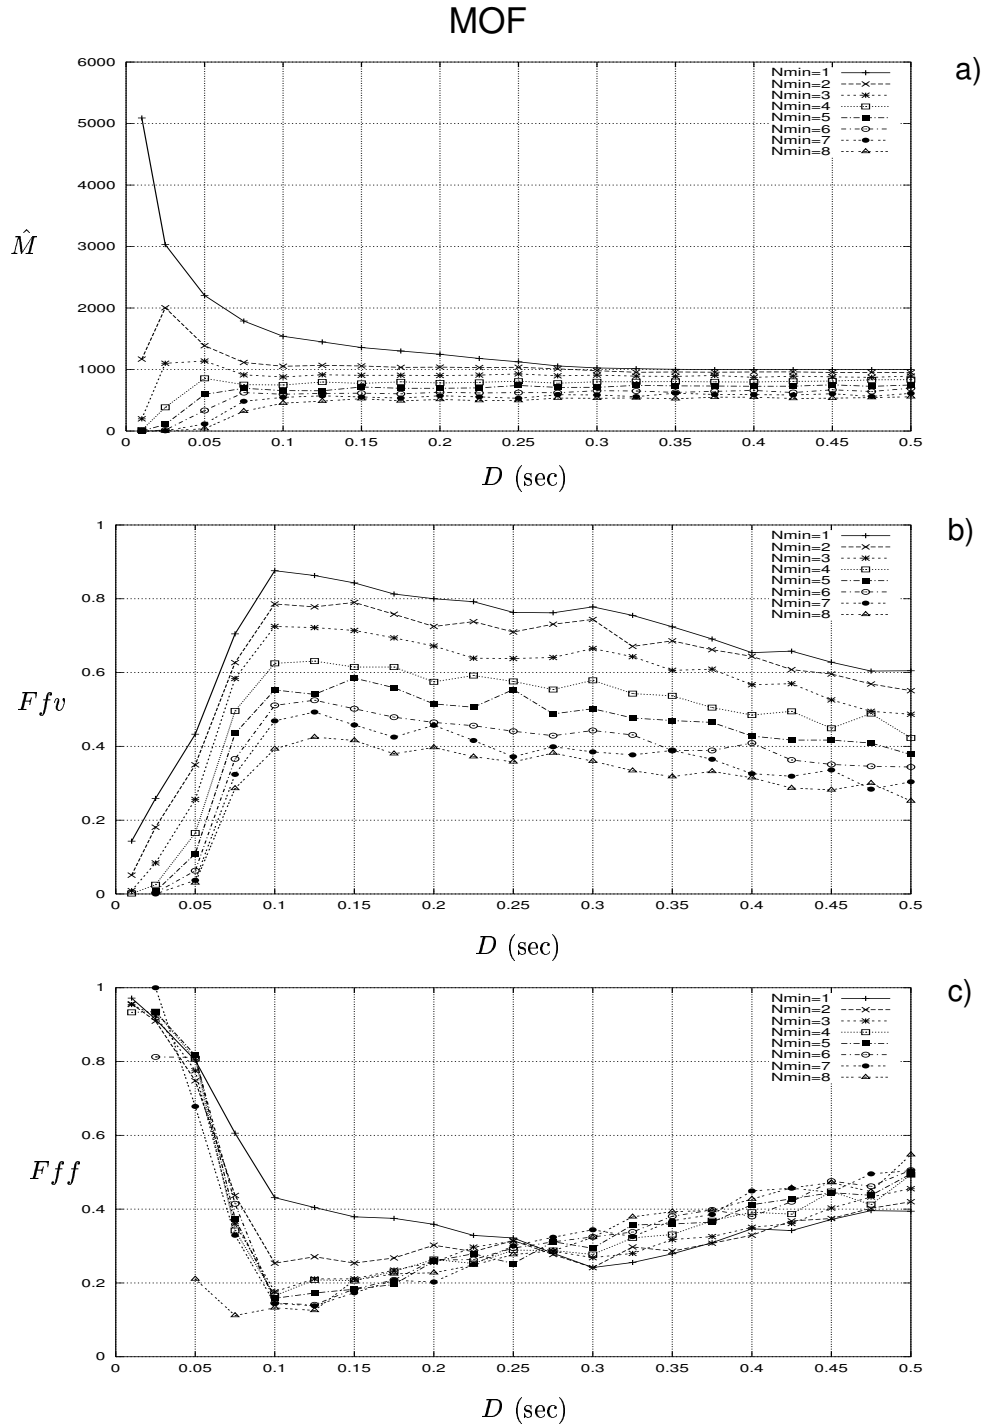 MOF
a)
6000
5000
4000
3000
2000
1000
0
M̂
Nmin=1
Nmin=2
Nmin=3
Nmin=4
Nmin=5
Nmin=6
Nmin=7
Nmin=8
0 0.05 0.1 0.15 0.2 0.25 0.3 0.35 0.4 0.45 0.5
D (sec)
b)
1
0.8
0.6
0.4
0.2
0
Ffv
Nmin=1
Nmin=2
Nmin=3
Nmin=4
Nmin=5
Nmin=6
Nmin=7
Nmin=8
0 0.05 0.1 0.15 0.2 0.25 0.3 0.35 0.4 0.45 0.5
D (sec)
c)
1
0.8
0.6
0.4
0.2
0
Fff
Nmin=1
Nmin=2
Nmin=3
Nmin=4
Nmin=5
Nmin=6
Nmin=7
Nmin=8
0 0.05 0.1 0.15 0.2 0.25 0.3 0.35 0.4 0.45 0.5
D (sec)